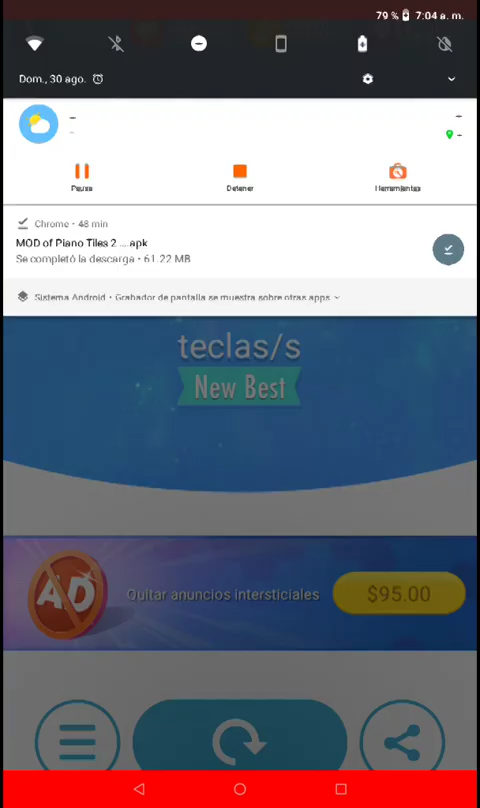 79 % 7:04 a. m.
Dom., 30 ago.
Pausa
Detener
Herramientas
Chrome • 48 min
MOD of Piano Tiles 2 ....apk
Se completó la descarga • 61.22 MB
Sistema Android • Grabador de pantalla se muestra sobre otras apps
teclas/s
New Best
AD
Quitar anuncios intersticiales
$95.00